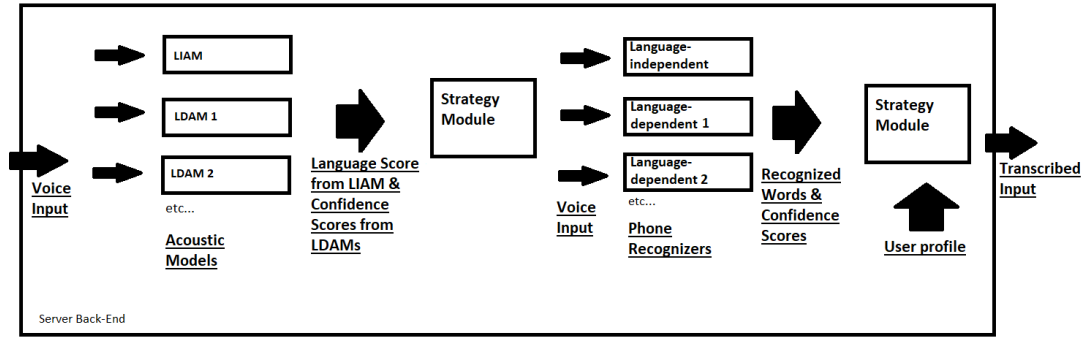 LIAM
LDAM 1
LDAM 2
etc...
Acoustic
Models
Voice
Input
Language Score
from LIAM &
Confidence
Scores from
LDAMs
Strategy
Module
Voice
Input
Language-
independent
Language-
dependent 1
Language-
dependent 2
etc...
Phone
Recognizers
Recognized
Words &
Confidence
Scores
Strategy
Module
User profile
Transcribed
Input
Server Back-End